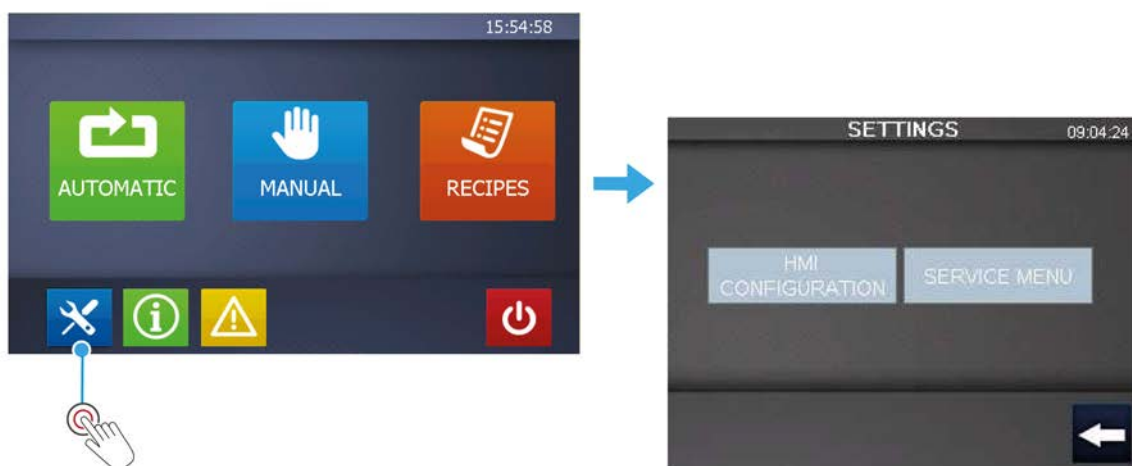 15:54:58
AUTOMATIC
MANUAL
RECIPES
SETTINGS
09:04:24
HMI
CONFIGURATION
SERVICE MENU